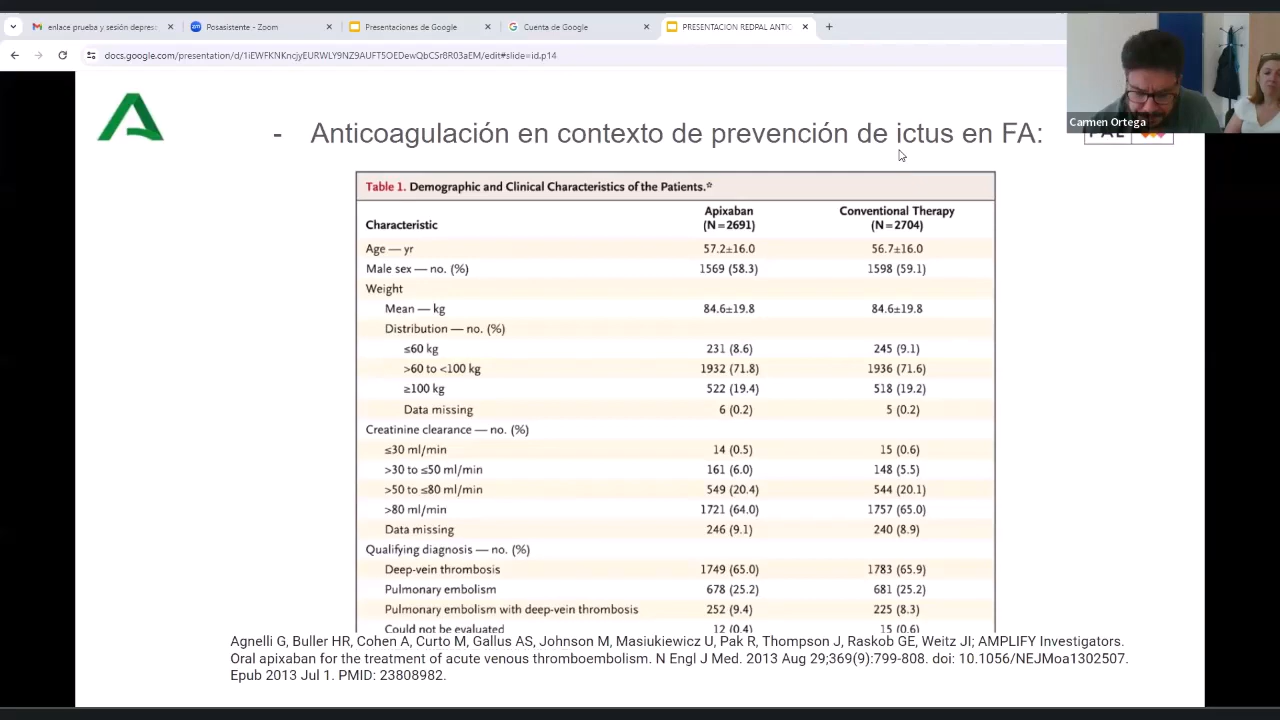 enlace prueba y sesión depres
Posasistente - Zoom
Presentaciones de Google
Cuenta de Google
PRESENTACION REDPAL ANTIC
docs.google.com/presentation/d/1iEWFKNKncjyEURWLY9NZ9AUFT5OEDewQbCSr8R03aEM/edit#slide=id.p14
Carmen Ortega
PAL
- Anticoagulación en contexto de prevención de ictus en FA:
Table 1. Demographic and Clinical Characteristics of the Patients.*
Characteristic Apixaban (N=2691) Conventional Therapy (N=2704)
Age — yr 57.2±16.0 56.7±16.0
Male sex — no. (%) 1569 (58.3) 1598 (59.1)
Weight
Mean — kg 84.6±19.8 84.6±19.8
Distribution — no. (%)
≤60 kg 231 (8.6) 245 (9.1)
>60 to <100 kg 1932 (71.8) 1936 (71.6)
≥100 kg 522 (19.4) 518 (19.2)
Data missing 6 (0.2) 5 (0.2)
Creatinine clearance — no. (%)
≤30 ml/min 14 (0.5) 15 (0.6)
>30 to ≤50 ml/min 161 (6.0) 148 (5.5)
>50 to ≤80 ml/min 549 (20.4) 544 (20.1)
>80 ml/min 1721 (64.0) 1757 (65.0)
Data missing 246 (9.1) 240 (8.9)
Qualifying diagnosis — no. (%)
Deep-vein thrombosis 1749 (65.0) 1783 (65.9)
Pulmonary embolism 678 (25.2) 681 (25.2)
Pulmonary embolism with deep-vein thrombosis 252 (9.4) 225 (8.3)
Could not be evaluated 12 (0.4) 15 (0.6)
Agnelli G, Buller HR, Cohen A, Curto M, Gallus AS, Johnson M, Masiukiewicz U, Pak R, Thompson J, Raskob GE, Weitz JI; AMPLIFY Investigators.
Oral apixaban for the treatment of acute venous thromboembolism. N Engl J Med. 2013 Aug 29;369(9):799-808. doi: 10.1056/NEJMoa1302507.
Epub 2013 Jul 1. PMID: 23808982.